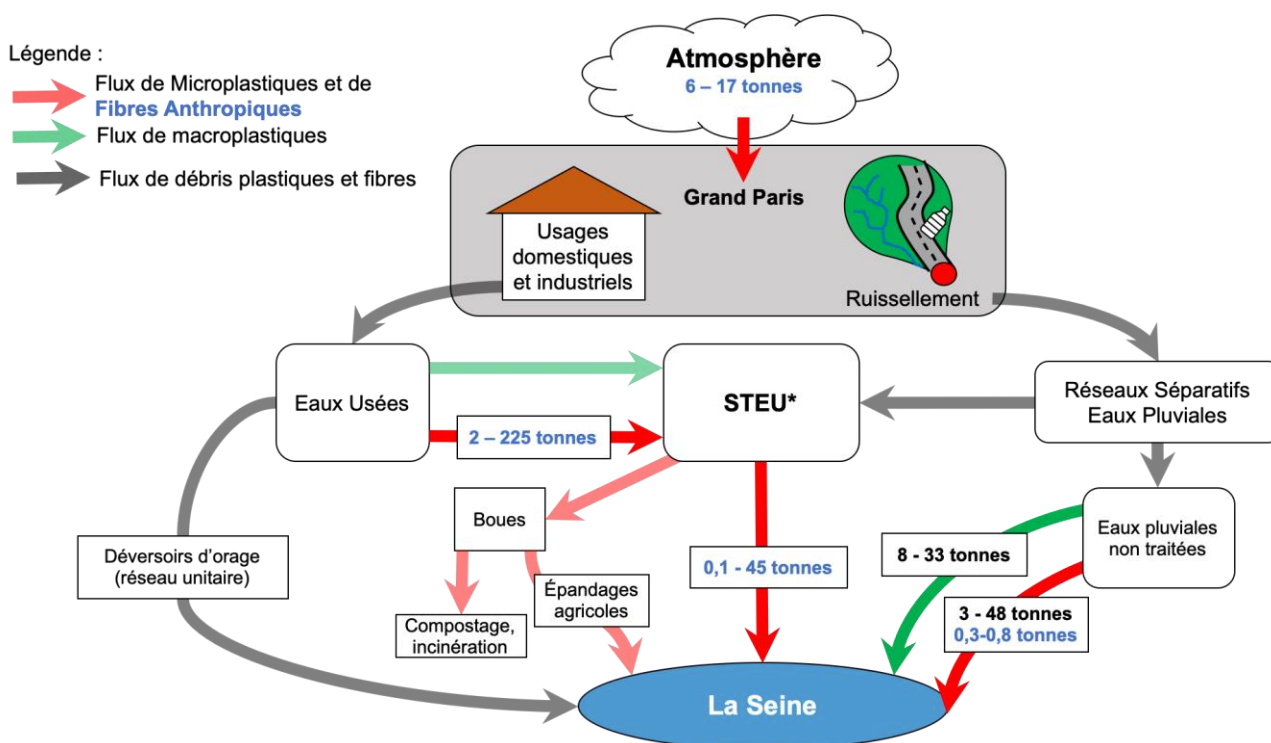 Légende :
Flux de Microplastiques et de
Fibres Anthropiques
Flux de macroplastiques
Flux de débris plastiques et fibres
Atmosphère
6 – 17 tonnes
Grand Paris
Usages
domestiques
et industriels
Ruissellement
Eaux Usées
2 – 225 tonnes
STEU*
Réseaux Séparatifs
Eaux Pluviales
Eaux pluviales
non traitées
Boues
Déversoirs d'orage
(réseau unitaire)
Compostage,
incinération
Épandages
agricoles
0,1 - 45 tonnes
8 - 33 tonnes
3 - 48 tonnes
0,3-0,8 tonnes
La Seine